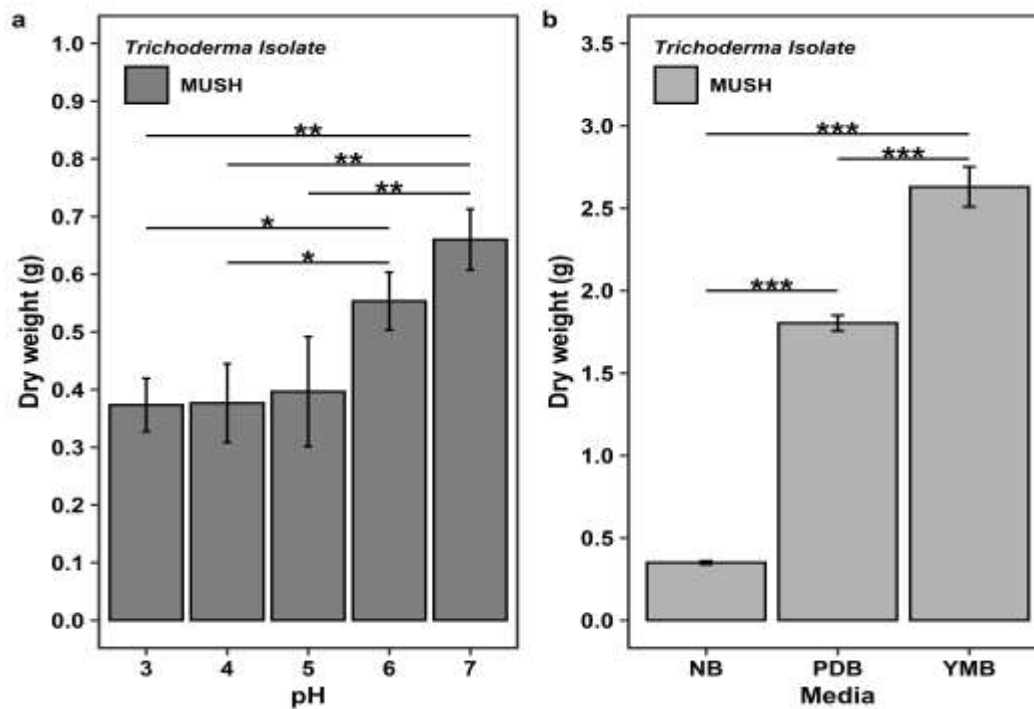 a
Trichoderma Isolate
MUSH
1.0
0.9
0.8
0.7
0.6
0.5
0.4
0.3
0.2
0.1
0.0
Dry weight (g)
**
**
**
*
*
3 4 5 6 7
pH
b
Trichoderma Isolate
MUSH
3.5
3.0
2.5
2.0
1.5
1.0
0.5
0.0
Dry weight (g)
***
***
***
NB PDB YMB
Media